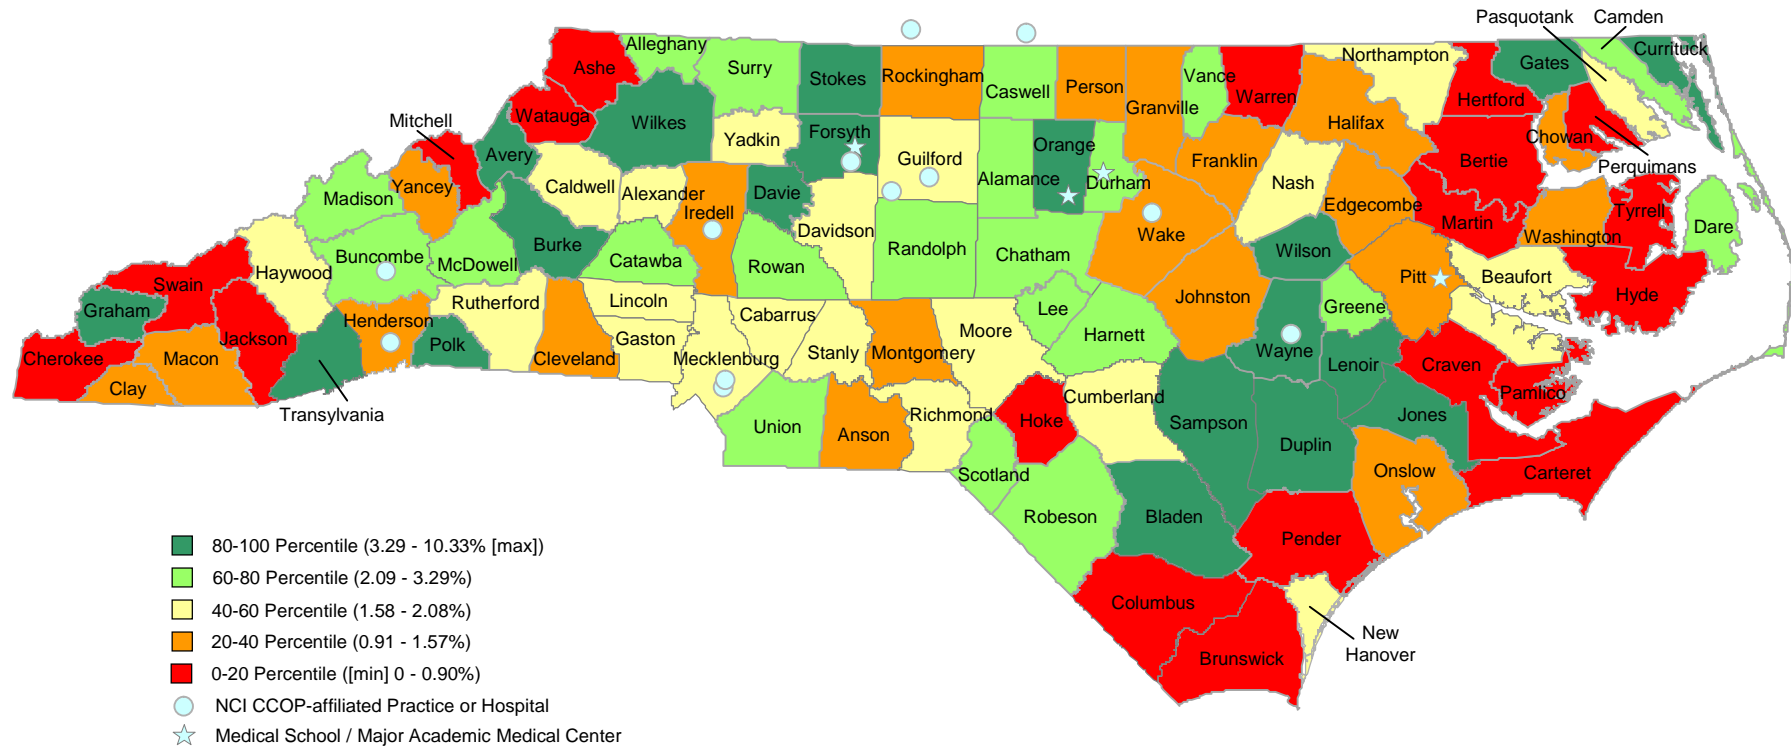 Pasquotank
Camden
Alleghany
Currituck
Northampton
Ashe
Surry
Stokes
Rockingham
Caswell
Person
Granville
Vance
Warren
Gates
Hertford
Mitchell
Watauga
Wilkes
Yadkin
Forsyth
Guilford
Orange
Halifax
Chowan
Perquimans
Avery
Franklin
Bertie
Madison
Yancey
Caldwell
Alexander
Iredell
Davie
Alamance
Durham
Nash
Edgecombe
Martin
Tyrrell
Davidson
Wake
Washington
Dare
Buncombe
McDowell
Burke
Catawba
Rowan
Randolph
Chatham
Wilson
Pitt
Beaufort
Haywood
Swain
Hyde
Graham
Henderson
Rutherford
Lincoln
Cabarrus
Lee
Johnston
Greene
Cherokee
Macon
Jackson
Polk
Cleveland
Gaston
Mecklenburg
Stanly
Montgomery
Moore
Harnett
Wayne
Lenoir
Craven
Clay
Transylvania
Pamlico
Union
Anson
Richmond
Hoke
Cumberland
Sampson
Duplin
Jones
Scotland
Onslow
Carteret
Robeson
Bladen
Pender
Columbus
Brunswick
New
Hanover
80-100 Percentile (3.29 - 10.33% [max])
60-80 Percentile (2.09 - 3.29%)
40-60 Percentile (1.58 - 2.08%)
20-40 Percentile (0.91 - 1.57%)
0-20 Percentile ([min] 0 - 0.90%)
NCI CCOP-affiliated Practice or Hospital
Medical School / Major Academic Medical Center